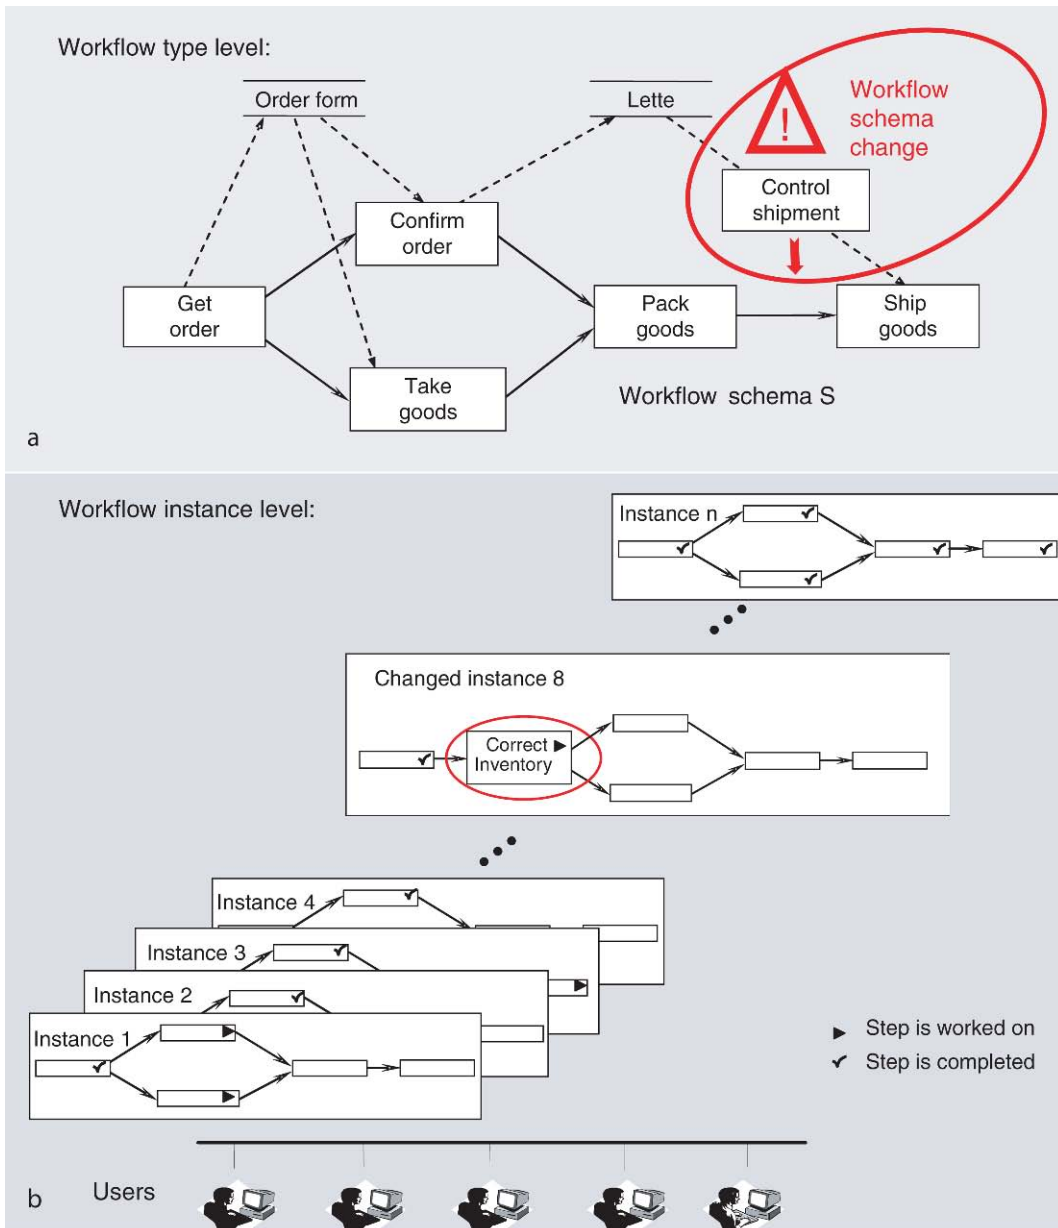 Workflow type level:
Order form
Lette
Workflow
schema
change
!
Control
shipment
Confirm
order
Get
order
Pack
goods
Ship
goods
Take
goods
Workflow schema S
a
Workflow instance level:
Instance n
Changed instance 8
Correct
Inventory
Instance 4
Instance 3
Instance 2
Instance 1
Step is worked on
Step is completed
b
Users